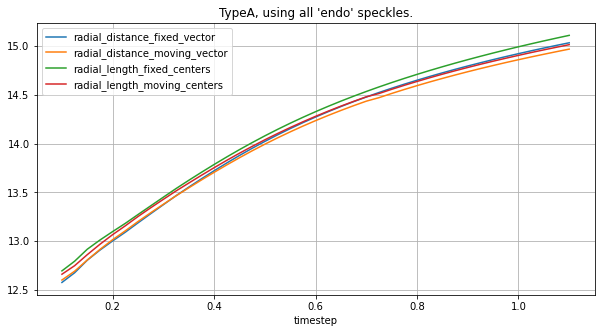 TypeA, using all 'endo' speckles.
radial_distance_fixed_vector
radial_distance_moving_vector
radial_length_fixed_centers
radial_length_moving_centers
15.0
14.5
14.0
13.5
13.0
12.5
0.2 0.4 0.6 0.8 1.0
timestep